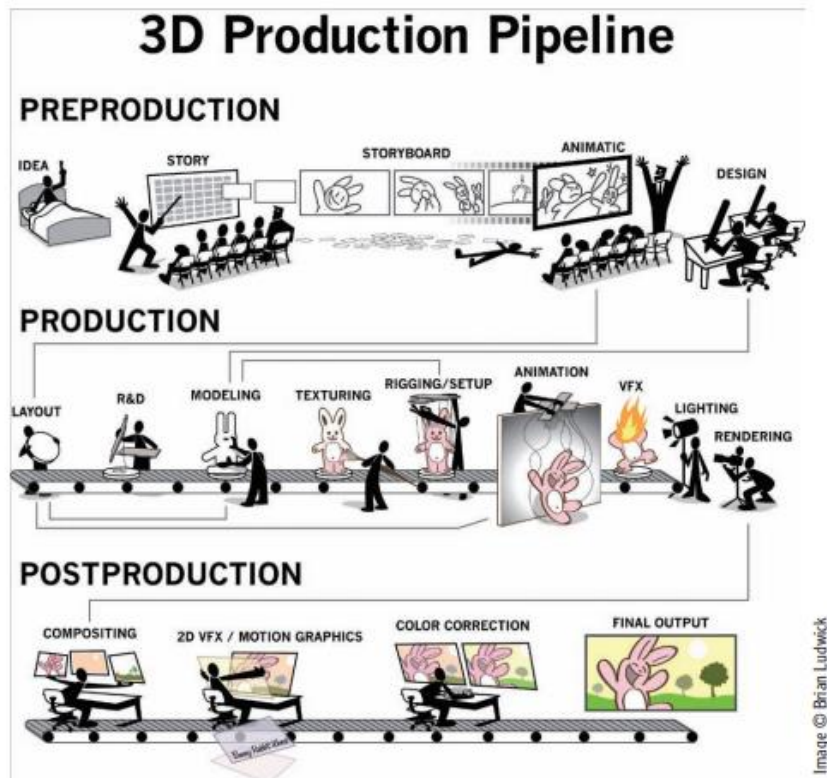 3D Production Pipeline
PREPRODUCTION
IDEA
STORY
STORYBOARD
ANIMATIC
DESIGN
PRODUCTION
LAYOUT
R&D
MODELING
TEXTURING
RIGGING/SETUP
ANIMATION
VFX
LIGHTING
RENDERING
POSTPRODUCTION
COMPOSITING
2D VFX / MOTION GRAPHICS
COLOR CORRECTION
FINAL OUTPUT
Image © Brian Ludwick